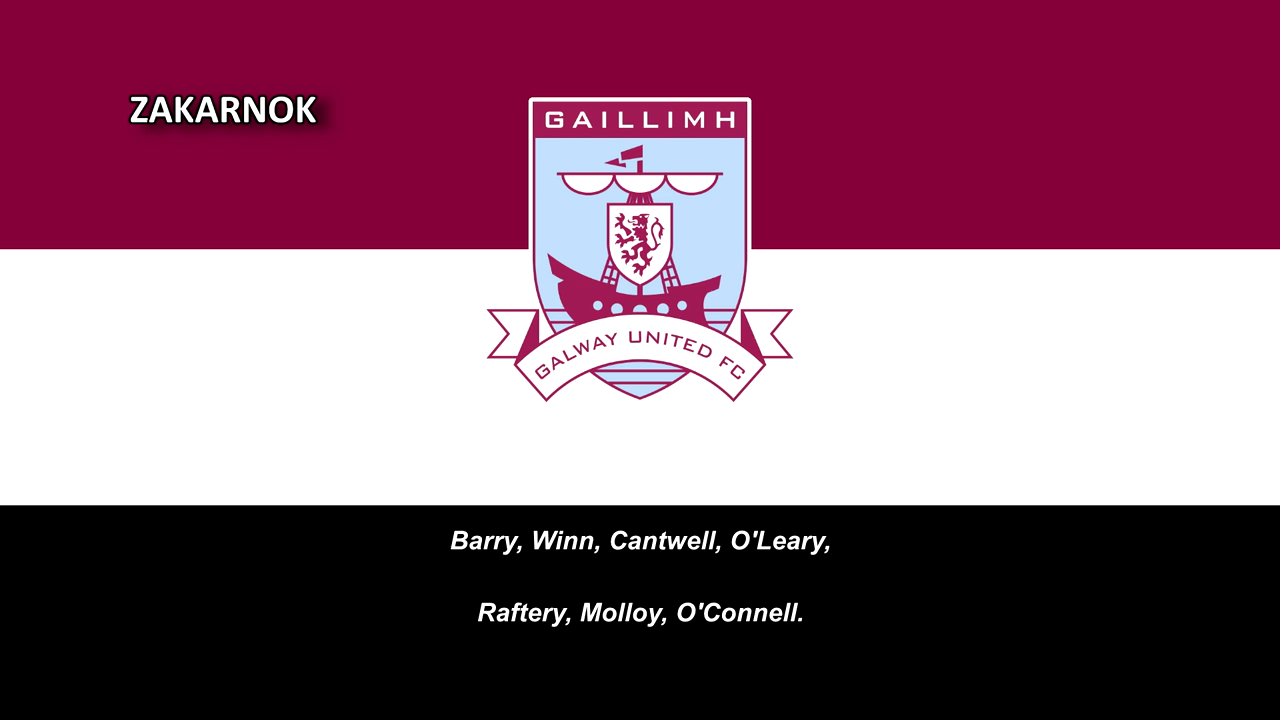 ZAKARNOK
GAILLIMH
GALWAY UNITED FC
Barry, Winn, Cantwell, O'Leary,
Raftery, Molloy, O'Connell.